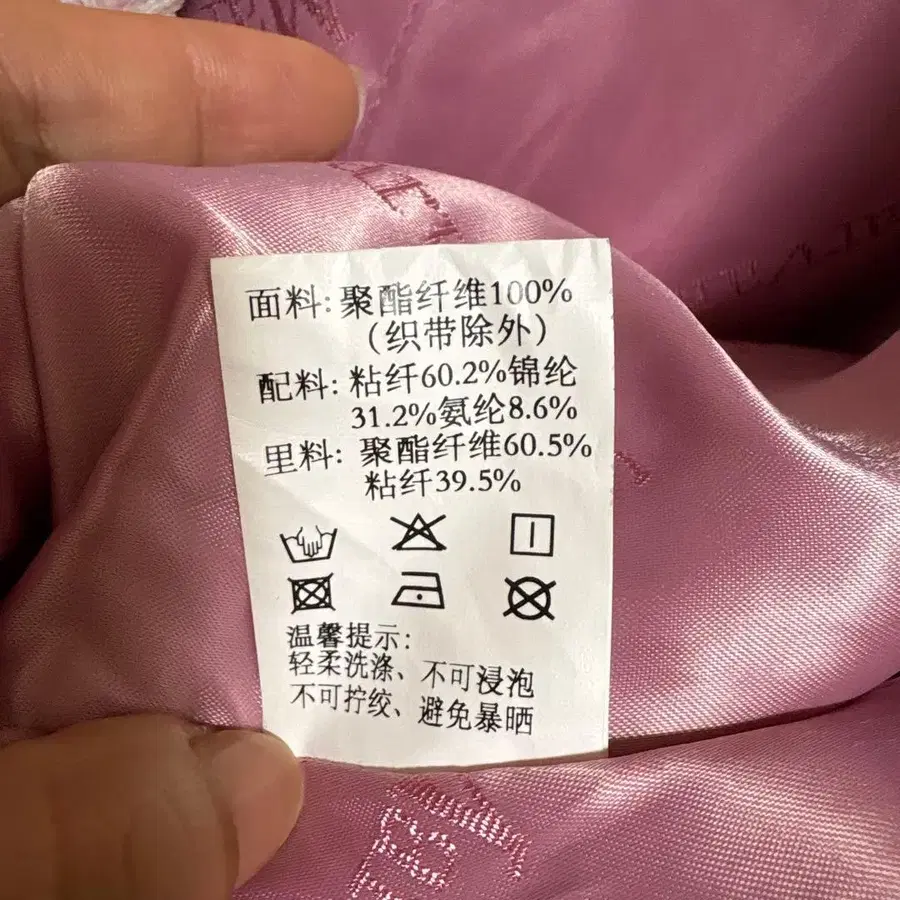 面料:聚酯纤维100%
(织带除外)
配料:粘纤60.2%锦纶
31.2%氨纶8.6%
里料:聚酯纤维60.5%
粘纤39.5%
温馨提示:
轻柔洗涤、不可浸泡
不可拧绞、避免暴晒